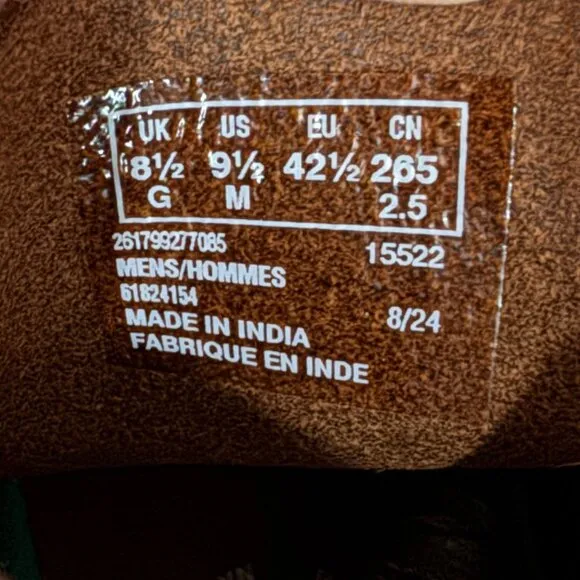 UK US EU CN
8½ 9½ 42½ 265
G M 2.5
261799277085 15522
MENS/HOMMES
61824154 8/24
MADE IN INDIA
FABRIQUE EN INDE